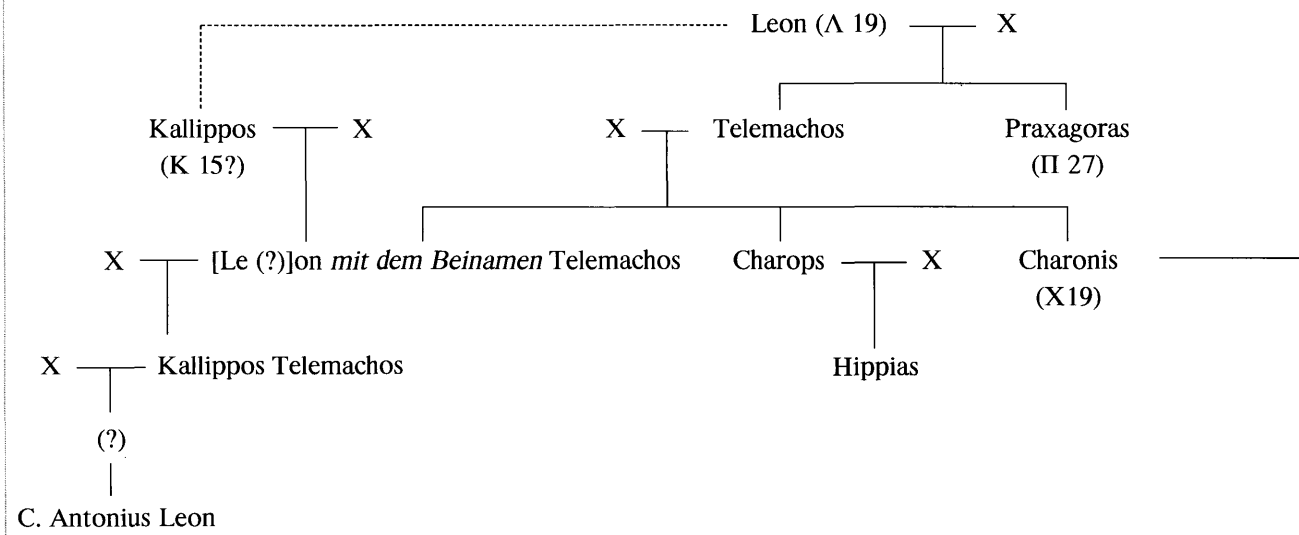 Leon (Λ 19) X
Kallippos X X Telemachos Praxagoras
(K 15?) (Π 27)
X [Le (?)]on mit dem Beinamen Telemachos Charops X Charonis
(X19)
X Kallippos Telemachos Hippias
(?)
C. Antonius Leon